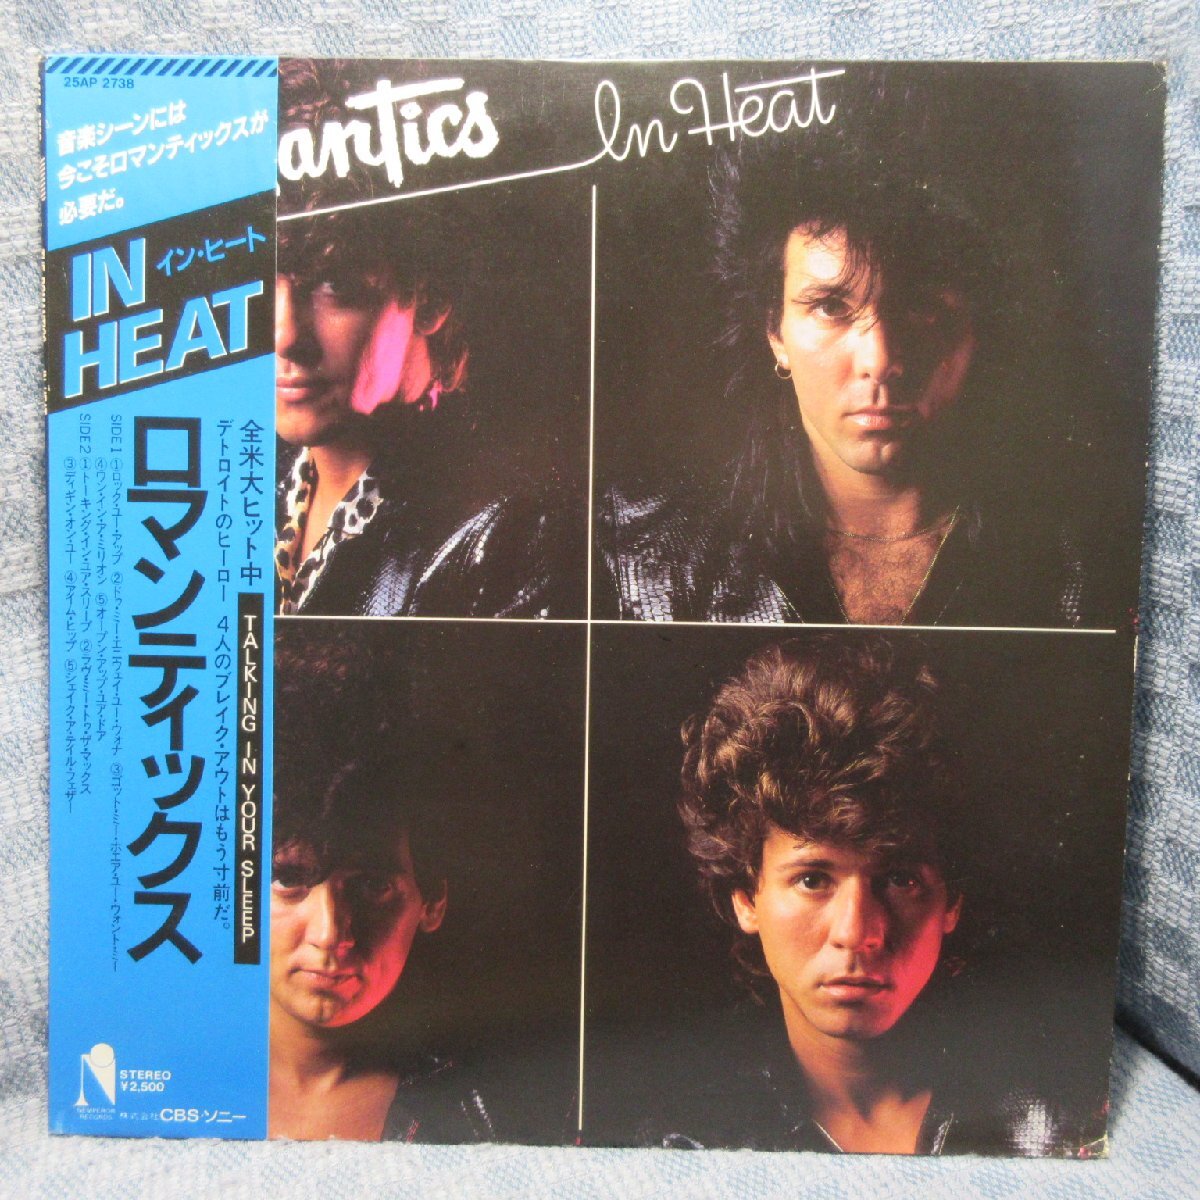 25AP 2738
音楽シーンには
今こそロマンティックスが
必要だ。
IN
HEAT
イン・ヒート
antics
In Heat
全米大ヒット中
TALKING IN YOUR SLEEP
デトロイトのヒーロー 4人のブレイク・アウトはもう寸前だ。
ロマンティックス
SIDE 1 ①ロック・ユー・アップ ②ドゥ・ミー・エニウェイ・ユー・ウォナ ③ゴット・ミー・ホエア・ユー・ウォント・ミー
④ワン・イン・ア・ミリオン ⑤オープン・アップ・ユア・ドア
SIDE 2 ①トーキング・イン・ユア・スリープ ②ラヴ・ミー・トゥ・ザ・マックス
③ディギン・オン・ユー ④アイム・ヒップ ⑤シェイク・ア・テイル・フェザー
NEMPEROR
RECORDS
STEREO
¥2,500
株式会社CBS・ソニー